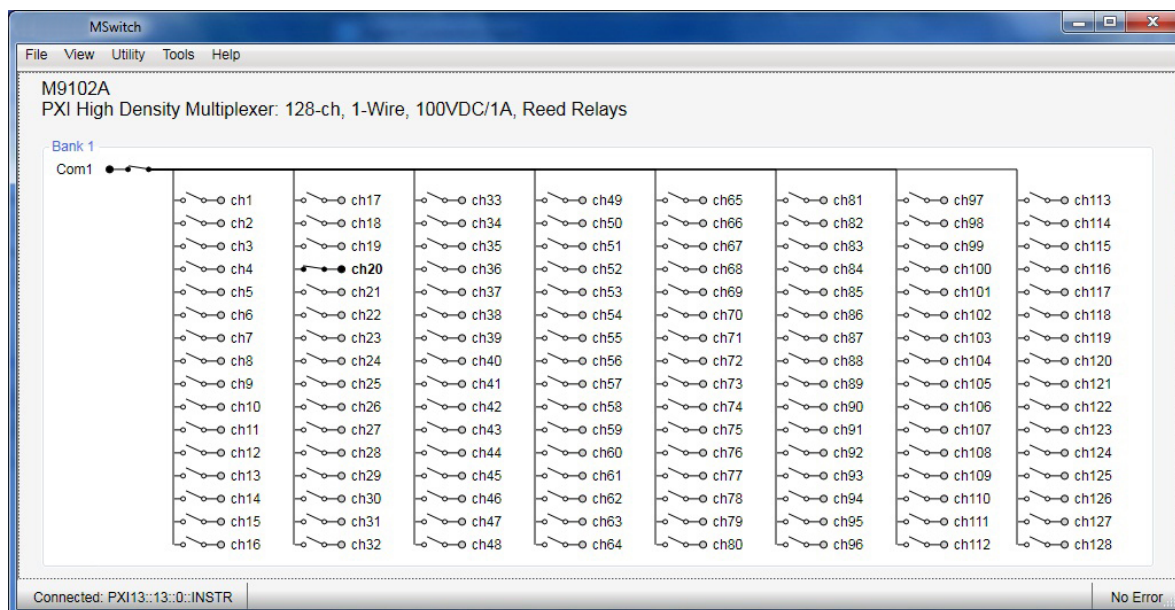 MSwitch
File View Utility Tools Help
M9102A
PXI High Density Multiplexer: 128-ch, 1-Wire, 100VDC/1A, Reed Relays
Bank 1
Com1
ch1 ch17 ch33 ch49 ch65 ch81 ch97 ch113
ch2 ch18 ch34 ch50 ch66 ch82 ch98 ch114
ch3 ch19 ch35 ch51 ch67 ch83 ch99 ch115
ch4 ch20 ch36 ch52 ch68 ch84 ch100 ch116
ch5 ch21 ch37 ch53 ch69 ch85 ch101 ch117
ch6 ch22 ch38 ch54 ch70 ch86 ch102 ch118
ch7 ch23 ch39 ch55 ch71 ch87 ch103 ch119
ch8 ch24 ch40 ch56 ch72 ch88 ch104 ch120
ch9 ch25 ch41 ch57 ch73 ch89 ch105 ch121
ch10 ch26 ch42 ch58 ch74 ch90 ch106 ch122
ch11 ch27 ch43 ch59 ch75 ch91 ch107 ch123
ch12 ch28 ch44 ch60 ch76 ch92 ch108 ch124
ch13 ch29 ch45 ch61 ch77 ch93 ch109 ch125
ch14 ch30 ch46 ch62 ch78 ch94 ch110 ch126
ch15 ch31 ch47 ch63 ch79 ch95 ch111 ch127
ch16 ch32 ch48 ch64 ch80 ch96 ch112 ch128
Connected: PXI13::13::0::INSTR No Error